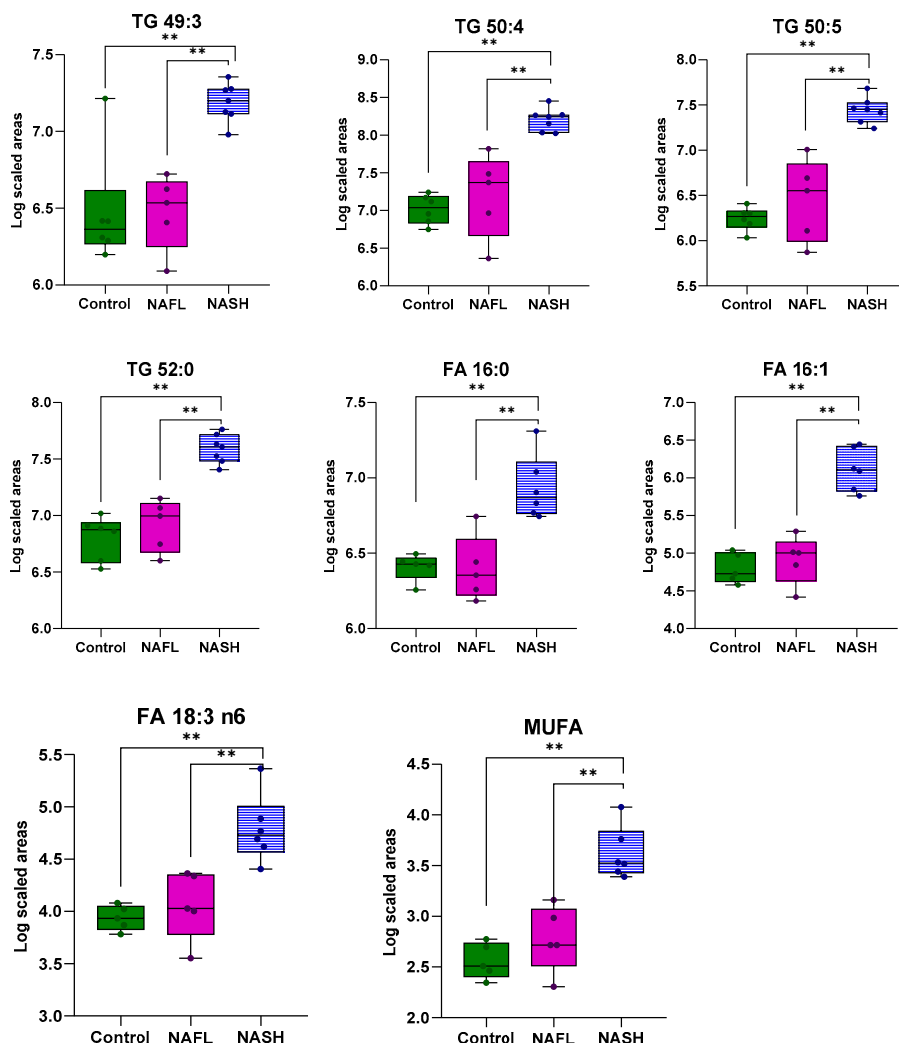 TG 49:3
Log scaled areas
7.5
7.0
6.5
6.0
**
**
Control
NAFL
NASH
TG 50:4
Log scaled areas
9.0
8.5
8.0
7.5
7.0
6.5
6.0
**
**
Control
NAFL
NASH
TG 50:5
Log scaled areas
8.0
7.5
7.0
6.5
6.0
5.5
**
**
Control
NAFL
NASH
TG 52:0
Log scaled areas
8.0
7.5
7.0
6.5
6.0
**
**
Control
NAFL
NASH
FA 16:0
Log scaled areas
7.5
7.0
6.5
6.0
**
**
Control
NAFL
NASH
FA 16:1
Log scaled areas
7.0
6.5
6.0
5.5
5.0
4.5
4.0
**
**
Control
NAFL
NASH
FA 18:3 n6
Log scaled areas
5.5
5.0
4.5
4.0
3.5
3.0
**
**
Control
NAFL
NASH
MUFA
Log scaled areas
4.5
4.0
3.5
3.0
2.5
2.0
**
**
Control
NAFL
NASH